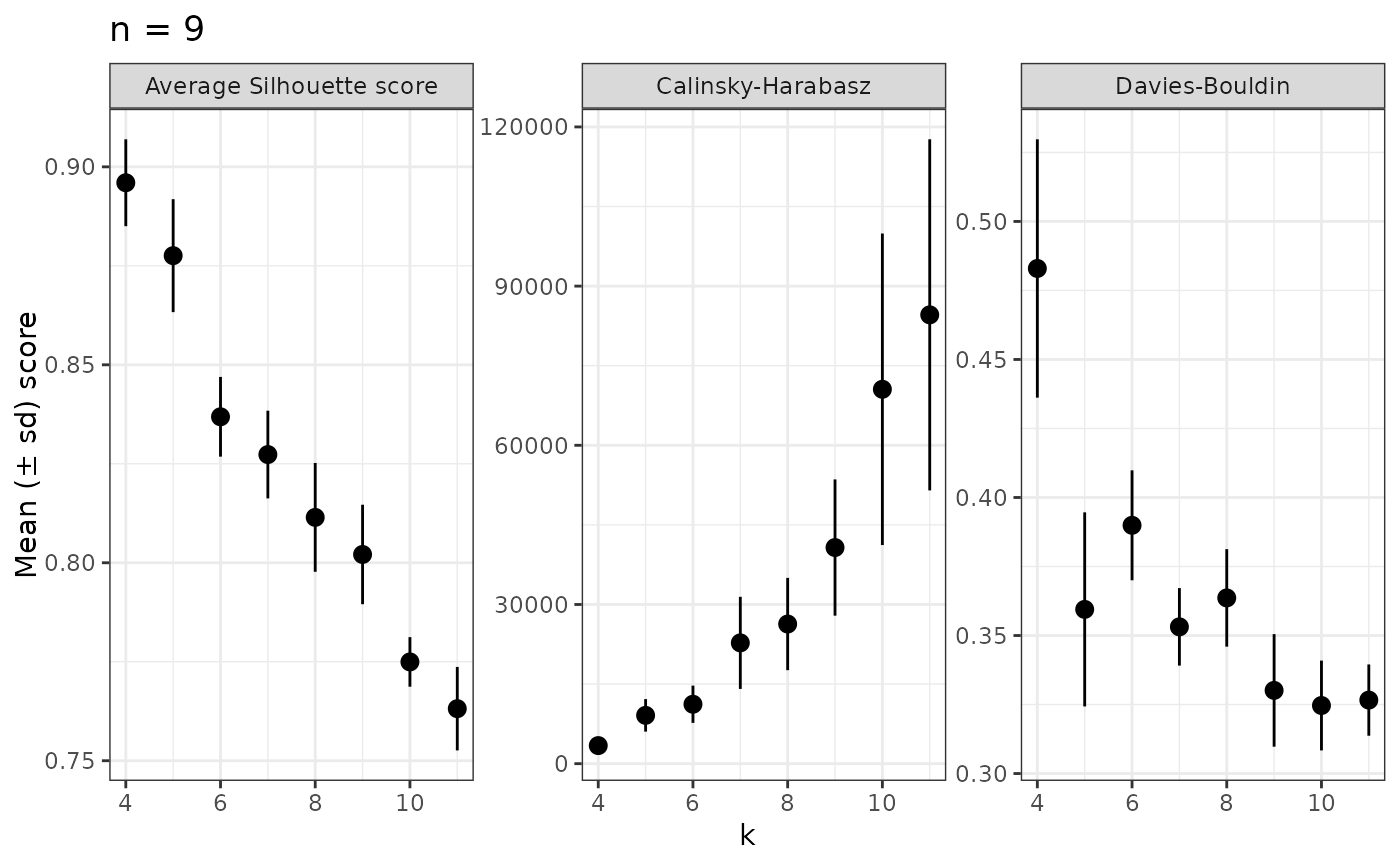 n = 9
Average Silhouette score
Calinsky-Harabasz
Davies-Bouldin
Mean (± sd) score
0.90
0.85
0.80
0.75
4 6 8 10
120000
90000
60000
30000
0
4 6 8 10
0.50
0.45
0.40
0.35
0.30
4 6 8 10
k